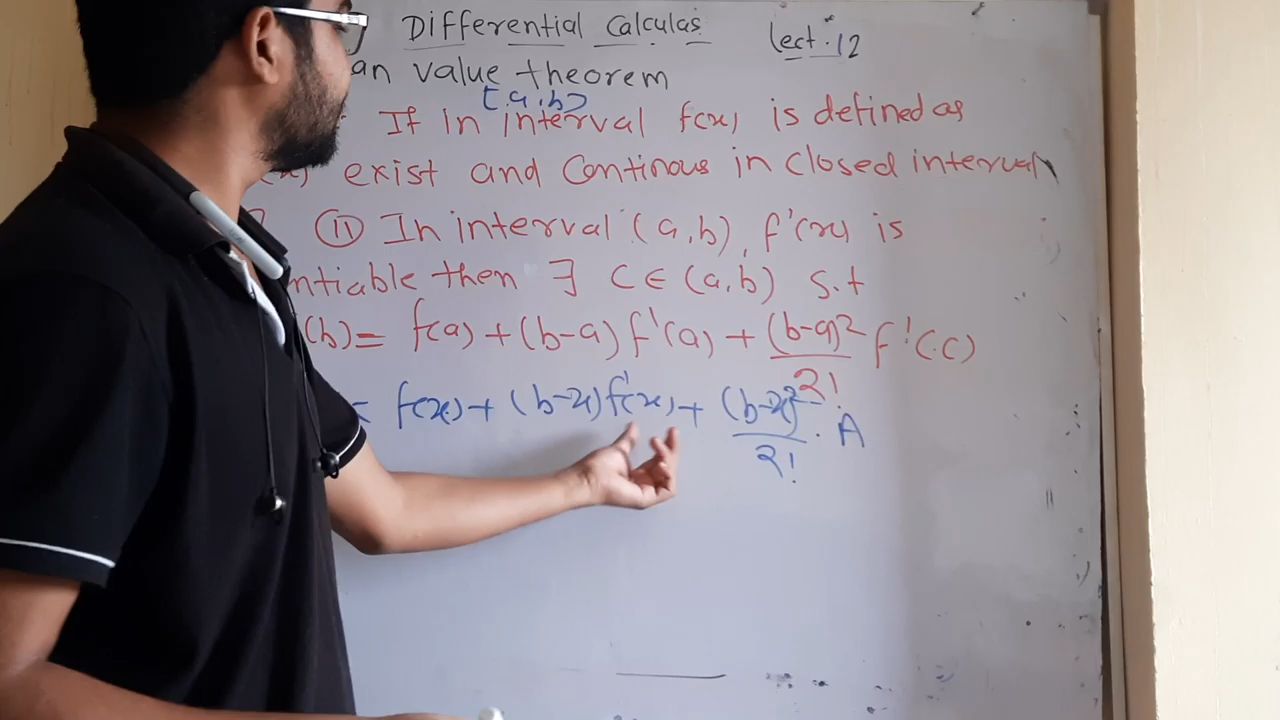 Differential Calculas Lect. 12
an value theorem
[a,b]
If in interval f(x) is defined as
exist and Continous in Closed interval
(ii) In interval (a,b), f'(x) is
ntiable then ∃ C ∈ (a,b) S.t
(b) = f(a) + (b-a) f'(a) + (b-a)²/2! f'(c)
= f(x) + (b-x) f'(x) + (b-x)²/2! . A